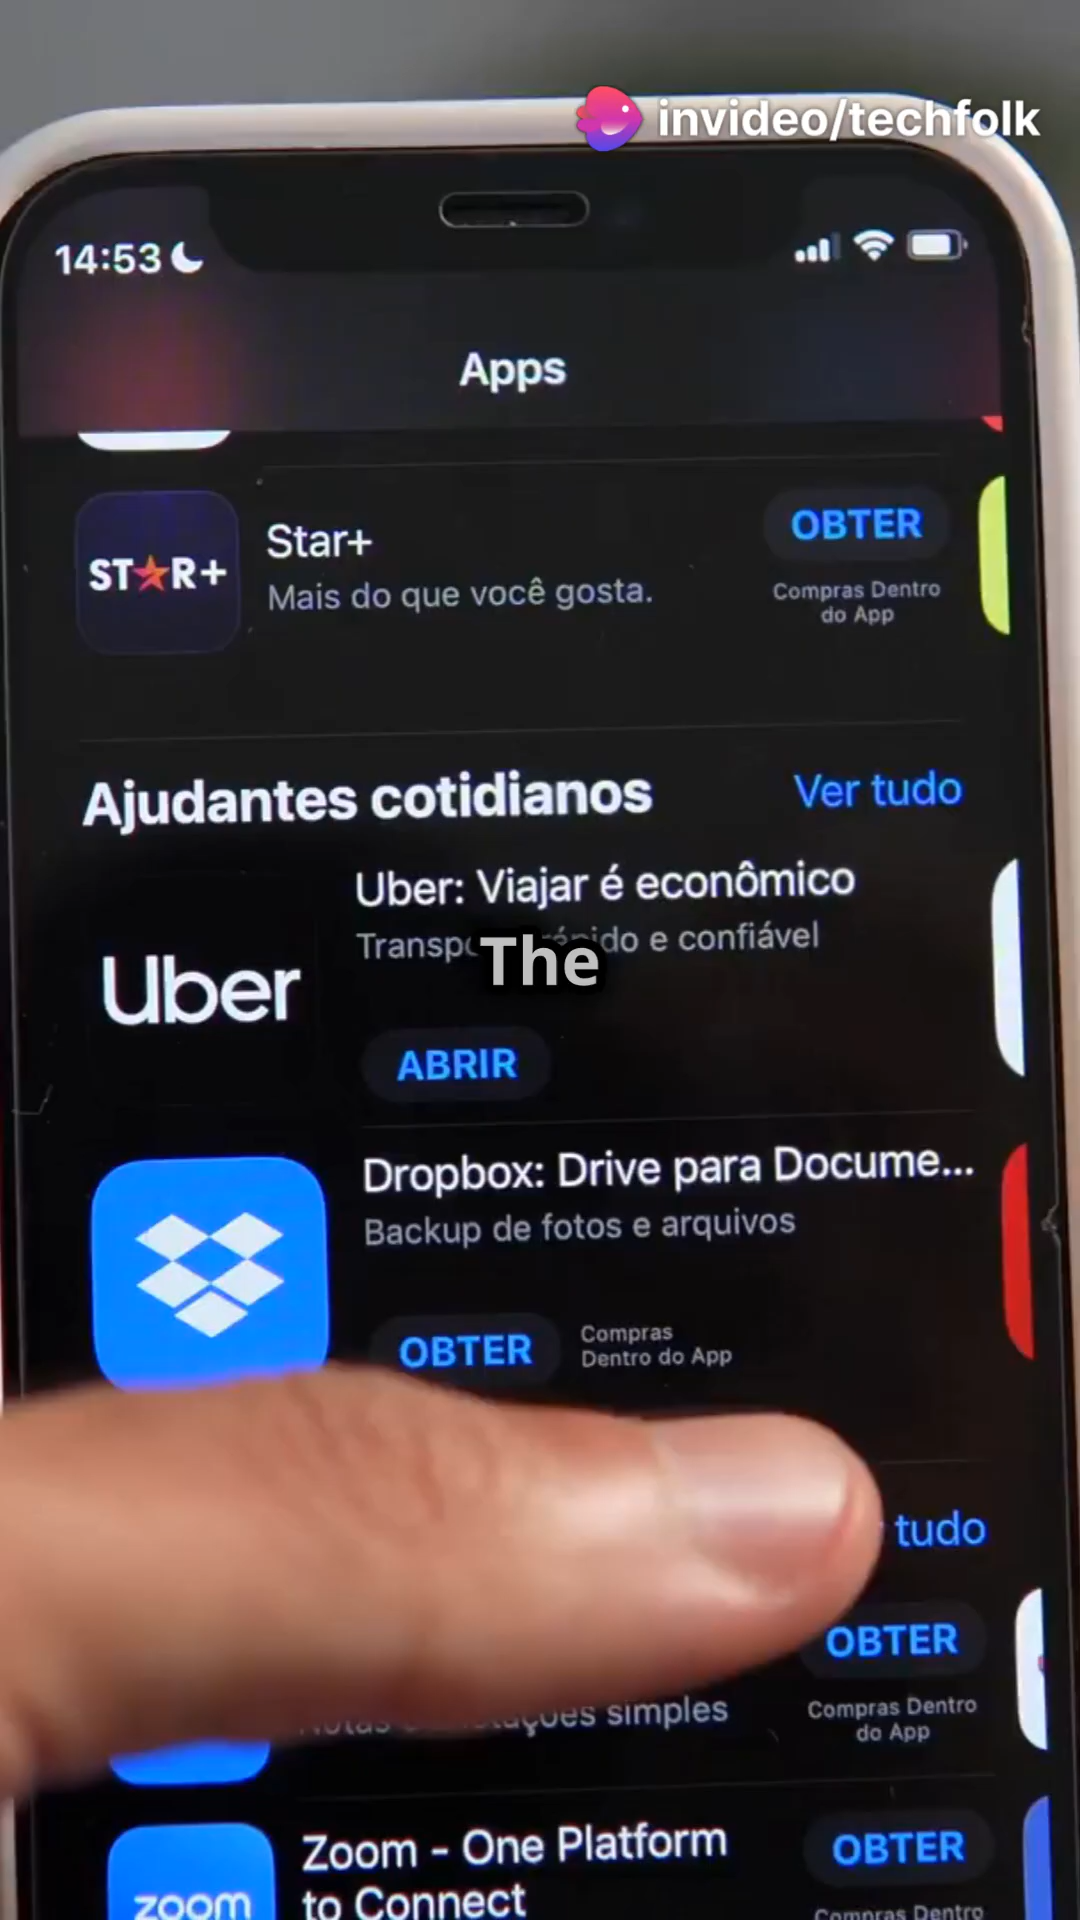 invideo/techfolk
14:53
Apps
ST★R+
Star+
Mais do que você gosta.
OBTER
Compras Dentro
do App
Ajudantes cotidianos
Ver tudo
Uber
Uber: Viajar é econômico
e confiável
The
ABRIR
Dropbox: Drive para Docume...
Backup de fotos e arquivos
OBTER
Compras
Dentro do App
tudo
OBTER
simples
Compras Dentro
do App
zoom
Zoom - One Platform
to Connect
OBTER
Compras Dentro